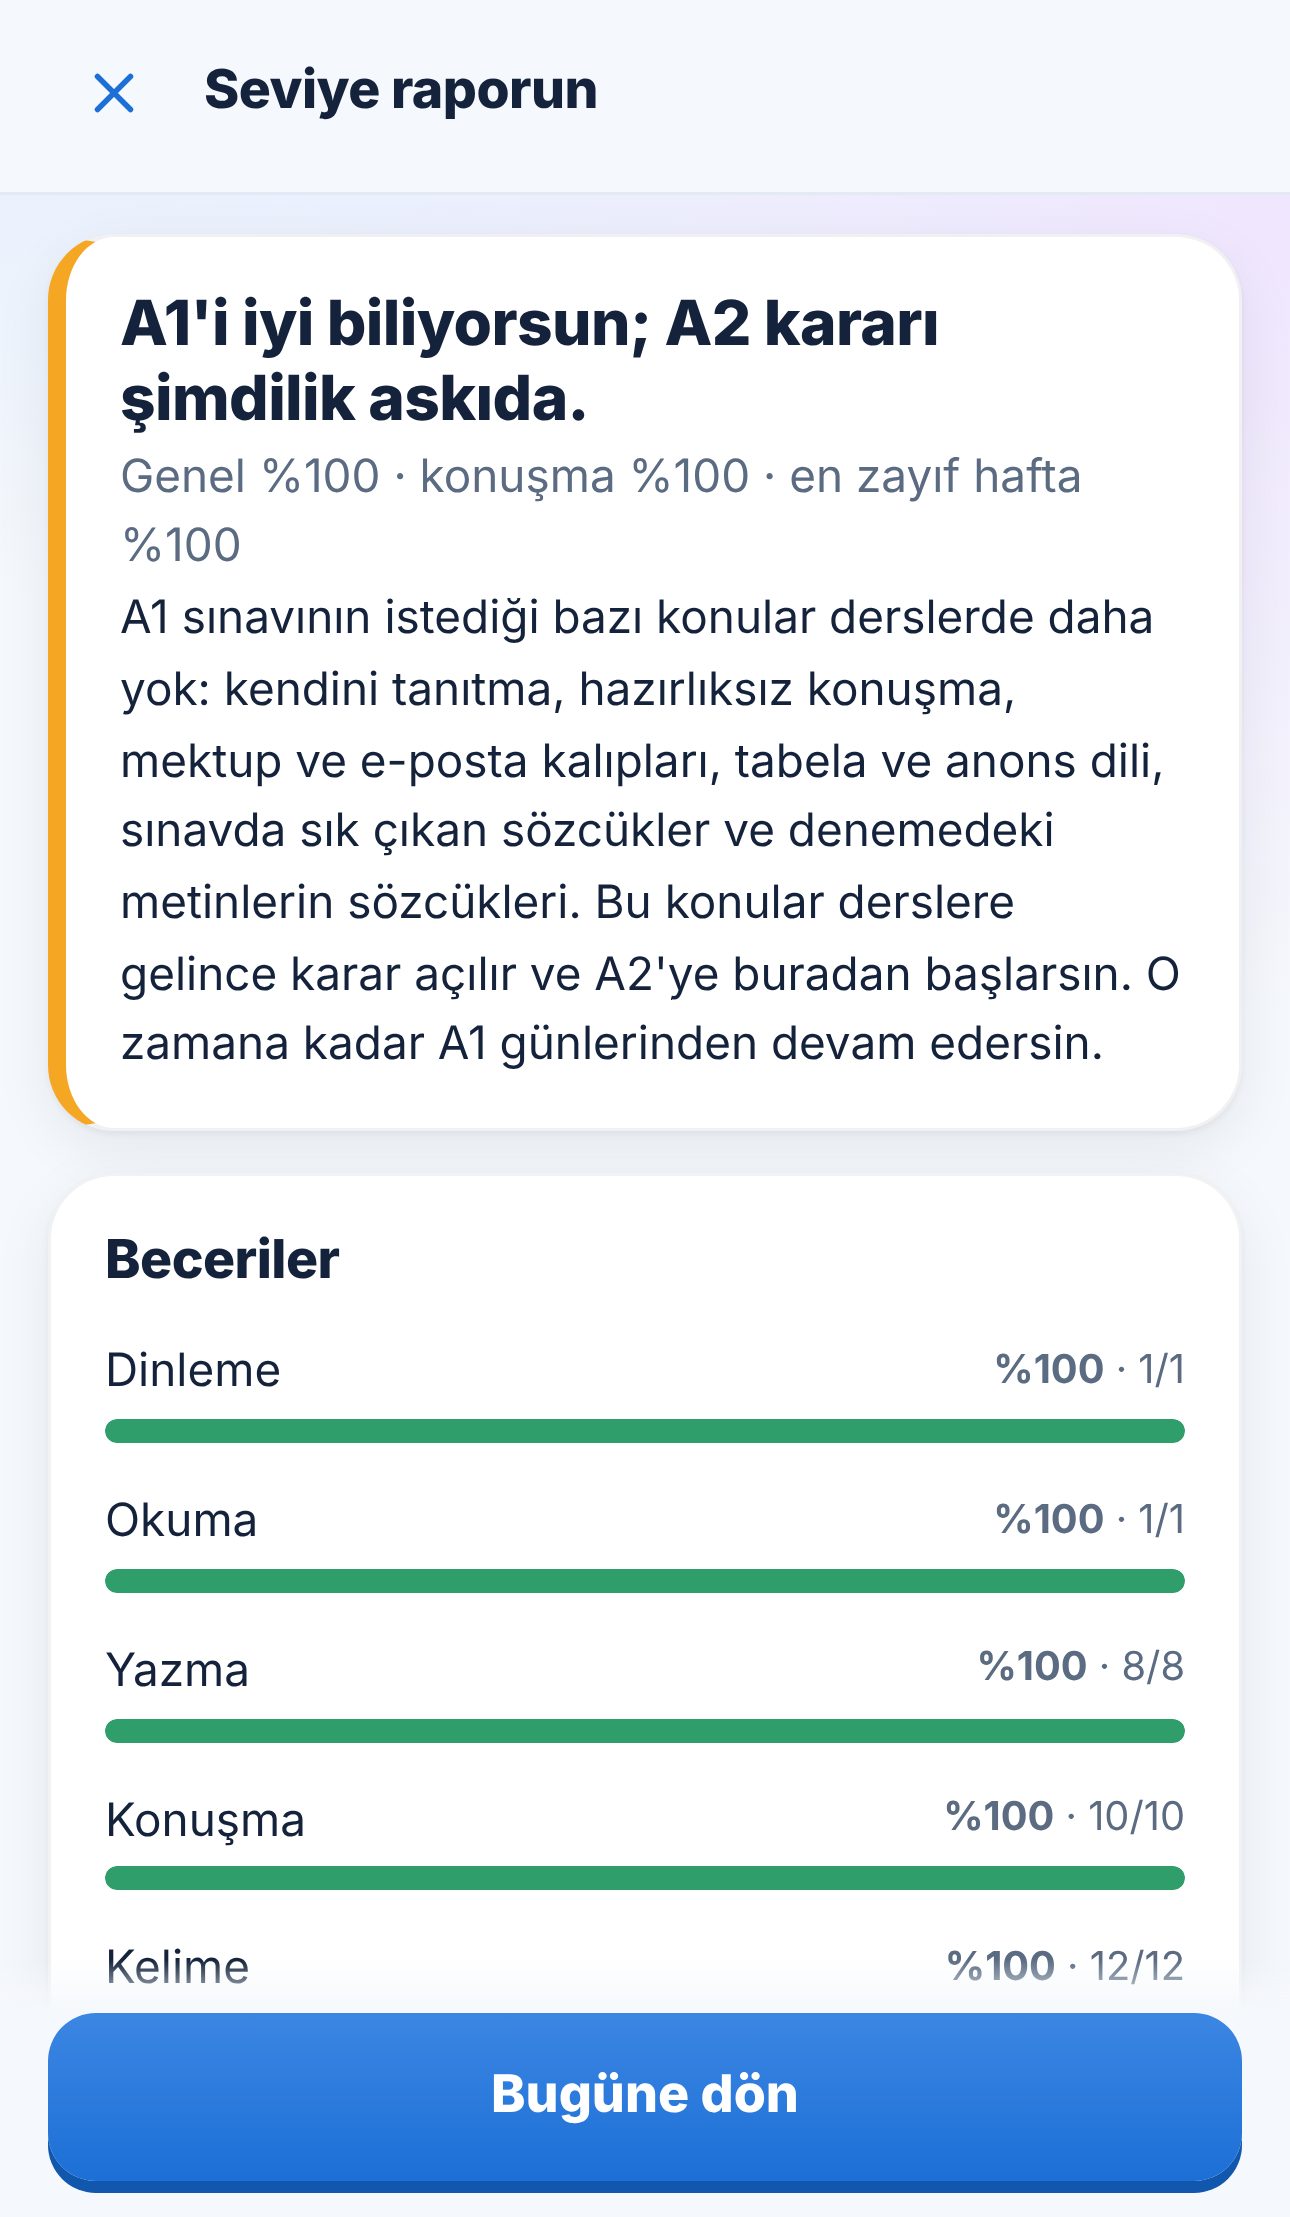 Seviye raporun
A1'i iyi biliyorsun; A2 kararı
şimdilik askıda.
Genel %100 · konuşma %100 · en zayıf hafta
%100
A1 sınavının istediği bazı konular derslerde daha
yok: kendini tanıtma, hazırlıksız konuşma,
mektup ve e-posta kalıpları, tabela ve anons dili,
sınavda sık çıkan sözcükler ve denemedeki
metinlerin sözcükleri. Bu konular derslere
gelince karar açılır ve A2'ye buradan başlarsın. O
zamana kadar A1 günlerinden devam edersin.
Beceriler
Dinleme %100 · 1/1
Okuma %100 · 1/1
Yazma %100 · 8/8
Konuşma %100 · 10/10
Kelime %100 · 12/12
Bugüne dön